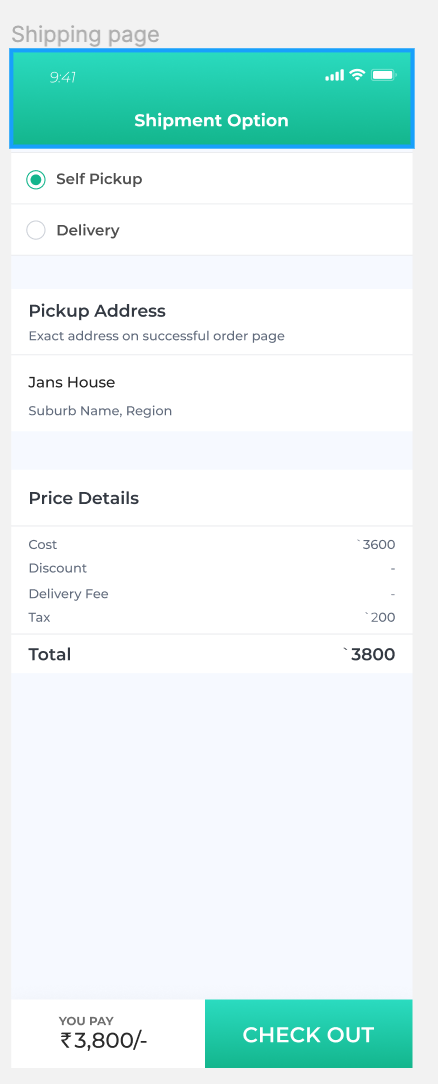 Shipping page
9:41
Shipment Option
Self Pickup
Delivery
Pickup Address
Exact address on successful order page
Jans House
Suburb Name, Region
Price Details
Cost `3600
Discount -
Delivery Fee -
Tax `200
Total `3800
YOU PAY
₹3,800/-
CHECK OUT